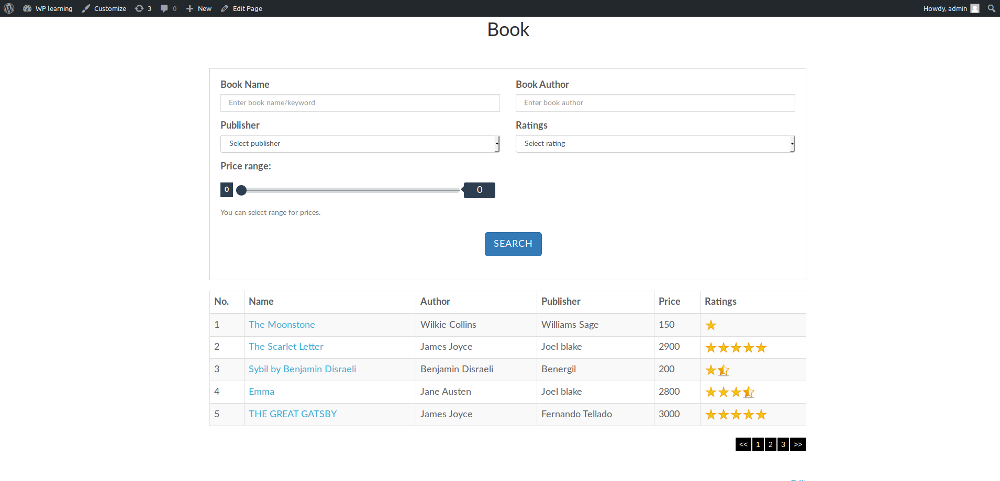 WP learning Customize 3 0 New Edit Page Howdy, admin
Book
Book Name Book Author
Enter book name/keyword Enter book author
Publisher Ratings
Select publisher Select rating
Price range:
0 0
You can select range for prices.
SEARCH
No. Name Author Publisher Price Ratings
1 The Moonstone Wilkie Collins Williams Sage 150
2 The Scarlet Letter James Joyce Joel blake 2900
3 Sybil by Benjamin Disraeli Benjamin Disraeli Benergil 200
4 Emma Jane Austen Joel blake 2800
5 THE GREAT GATSBY James Joyce Fernando Tellado 3000
<< 1 2 3 >>